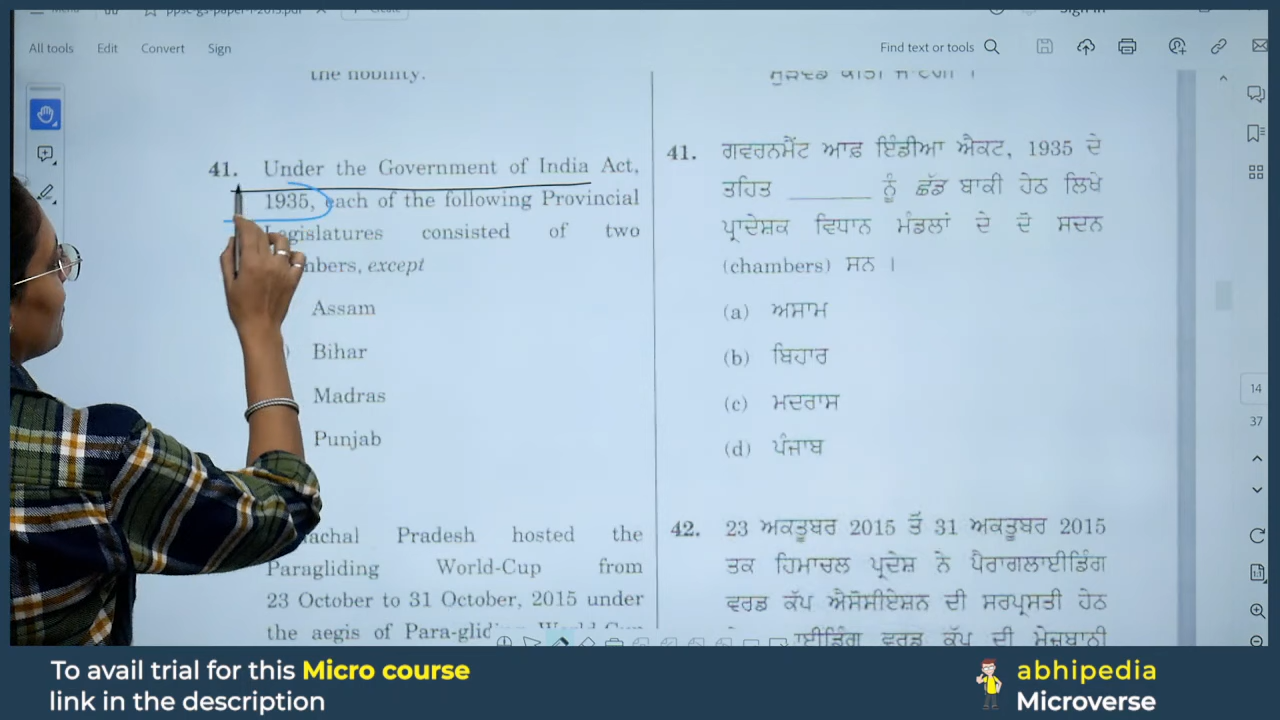 All tools
Edit
Convert
Sign
Find text or tools
the nobility.
41. Under the Government of India Act,
1935, each of the following Provincial
Legislatures consisted of two
mbers, except
Assam
Bihar
Madras
Punjab
achal Pradesh hosted the
Paragliding World-Cup from
23 October to 31 October, 2015 under
the aegis of Para-glid
41. ਗਵਰਨਮੈਂਟ ਆਫ਼ ਇੰਡੀਆ ਐਕਟ, 1935 ਦੇ
ਤਹਿਤ ________ ਨੂੰ ਛੱਡ ਬਾਕੀ ਹੇਠ ਲਿਖੇ
ਪ੍ਰਾਦੇਸ਼ਕ ਵਿਧਾਨ ਮੰਡਲਾਂ ਦੇ ਦੋ ਸਦਨ
(chambers) ਸਨ ।
(a) ਅਸਾਮ
(b) ਬਿਹਾਰ
(c) ਮਦਰਾਸ
(d) ਪੰਜਾਬ
42. 23 ਅਕਤੂਬਰ 2015 ਤੋਂ 31 ਅਕਤੂਬਰ 2015
ਤਕ ਹਿਮਾਚਲ ਪ੍ਰਦੇਸ਼ ਨੇ ਪੈਰਾਗਲਾਈਡਿੰਗ
ਵਰਡ ਕੱਪ ਐਸੋਸੀਏਸ਼ਨ ਦੀ ਸਰਪ੍ਰਸਤੀ ਹੇਠ
ਾਈਡਿੰਗ ਵਰਡ ਕੱਪ ਦੀ ਮੇਜ਼ਬਾਨੀ
14
37
To avail trial for this Micro course
link in the description
abhipedia
Microverse